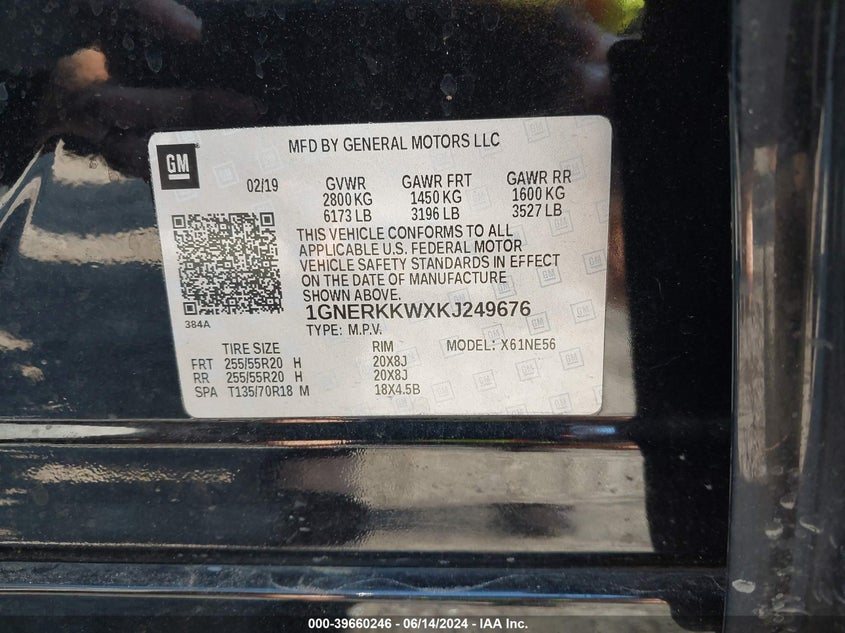 MFD BY GENERAL MOTORS LLC
GM
02/19
GVWR GAWR FRT GAWR RR
2800 KG 1450 KG 1600 KG
6173 LB 3196 LB 3527 LB
THIS VEHICLE CONFORMS TO ALL
APPLICABLE U.S. FEDERAL MOTOR
VEHICLE SAFETY STANDARDS IN EFFECT
ON THE DATE OF MANUFACTURE
SHOWN ABOVE.
384A
1GNERKKWXKJ249676
TYPE: M.P.V.
TIRE SIZE RIM MODEL: X61NE56
FRT 255/55R20 H 20X8J
RR 255/55R20 H 20X8J
SPA T135/70R18 M 18X4.5B
000-39660246 - 06/14/2024 - IAA Inc.